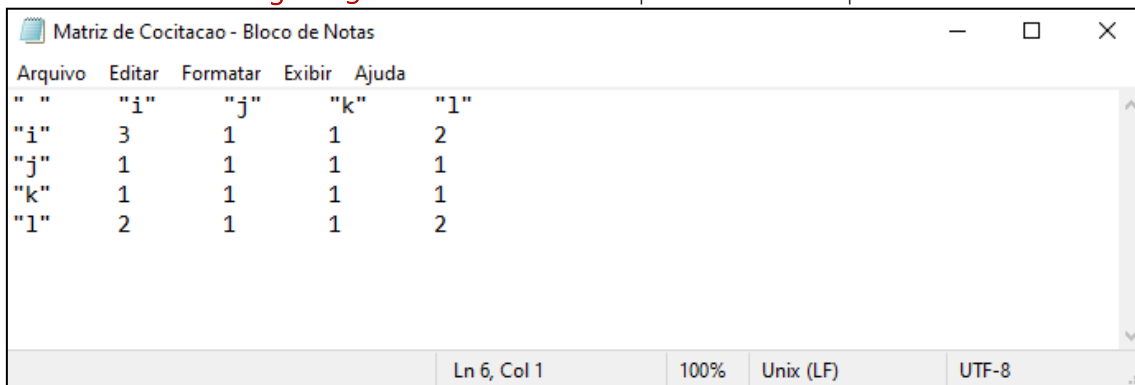 Matriz de Cocitacao - Bloco de Notas
Arquivo Editar Formatar Exibir Ajuda
" " "i" "j" "k" "l"
"i" 3 1 1 2
"j" 1 1 1 1
"k" 1 1 1 1
"l" 2 1 1 2
Ln 6, Col 1 100% Unix (LF) UTF-8